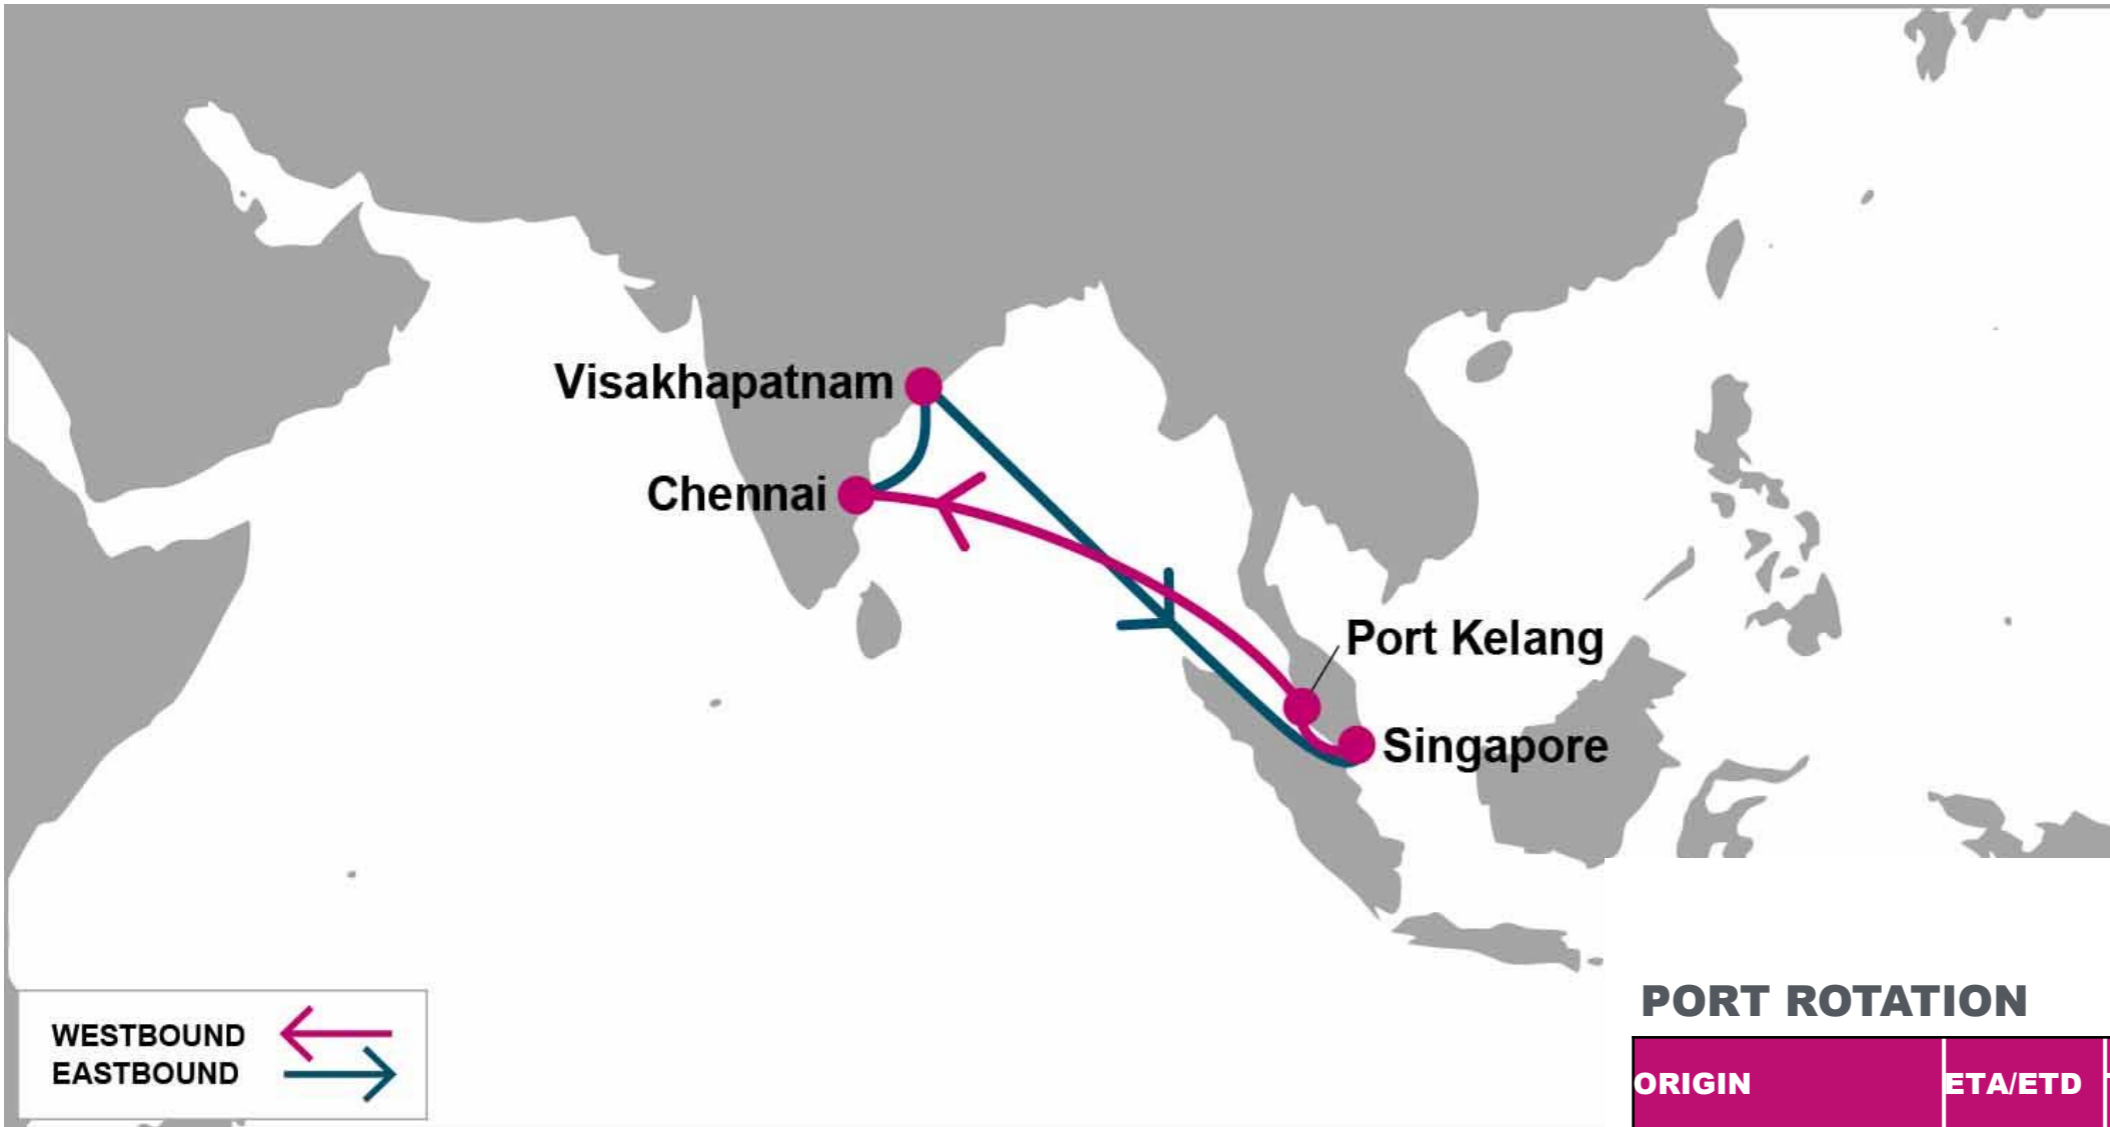 Visakhapatnam
Chennai
Port Kelang
Singapore
WESTBOUND
EASTBOUND
PORT ROTATION
ORIGIN ETA/ETD